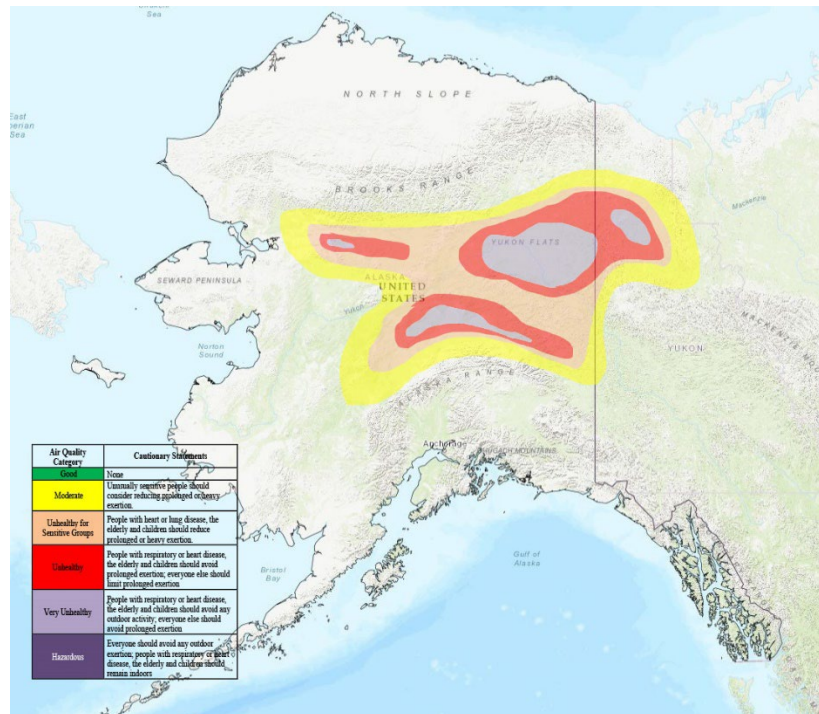 Sea
East
Sea
NORTH SLOPE
BROOKS RANGE
Mackenzie
YUKON FLATS
SEWARD PENINSULA
ALASKA
UNITED
STATES
Yukon
Norton
Sound
YUKON
ALASKA RANGE
Anchorage
CHUGACH MOUNTAINS
Gulf of
Alaska
Bristol
Bay
Air Quality
Category
Cautionary Statements
Good
None
Moderate
Unusually sensitive people should
consider reducing prolonged or heavy
exertion.
Unhealthy for
Sensitive Groups
People with heart or lung disease, the
elderly and children should reduce
prolonged or heavy exertion.
Unhealthy
People with respiratory or heart disease,
the elderly and children should avoid
prolonged exertion; everyone else should
limit prolonged exertion
Very Unhealthy
People with respiratory or heart disease,
the elderly and children should avoid any
outdoor activity; everyone else should
avoid prolonged exertion
Hazardous
Everyone should avoid any outdoor
exertion; people with respiratory or heart
disease, the elderly and children should
remain indoors